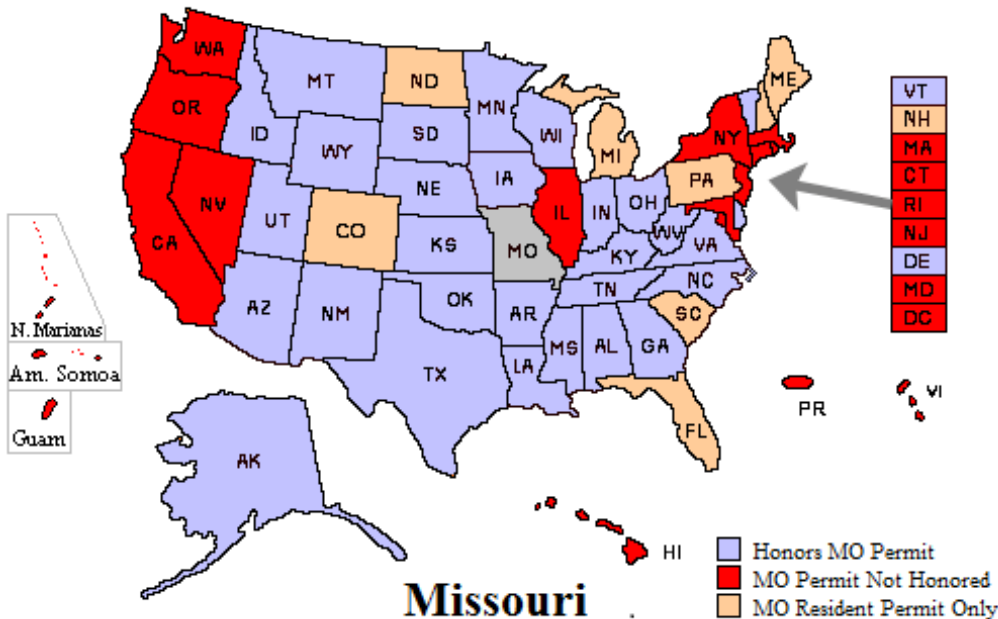 WA
MT
ND
MN
ME
OR
ID
SD
WI
NY
WY
MI
IA
PA
NE
NV
UT
CO
IL
IN
OH
CA
KS
MO
WV
VA
KY
AZ
NM
OK
AR
TN
NC
SC
MS
AL
GA
TX
LA
FL
AK
HI
VT
NH
MA
CT
RI
NJ
DE
MD
DC
N. Marianas
Am. Somoa
Guam
PR
VI
Honors MO Permit
MO Permit Not Honored
MO Resident Permit Only
Missouri